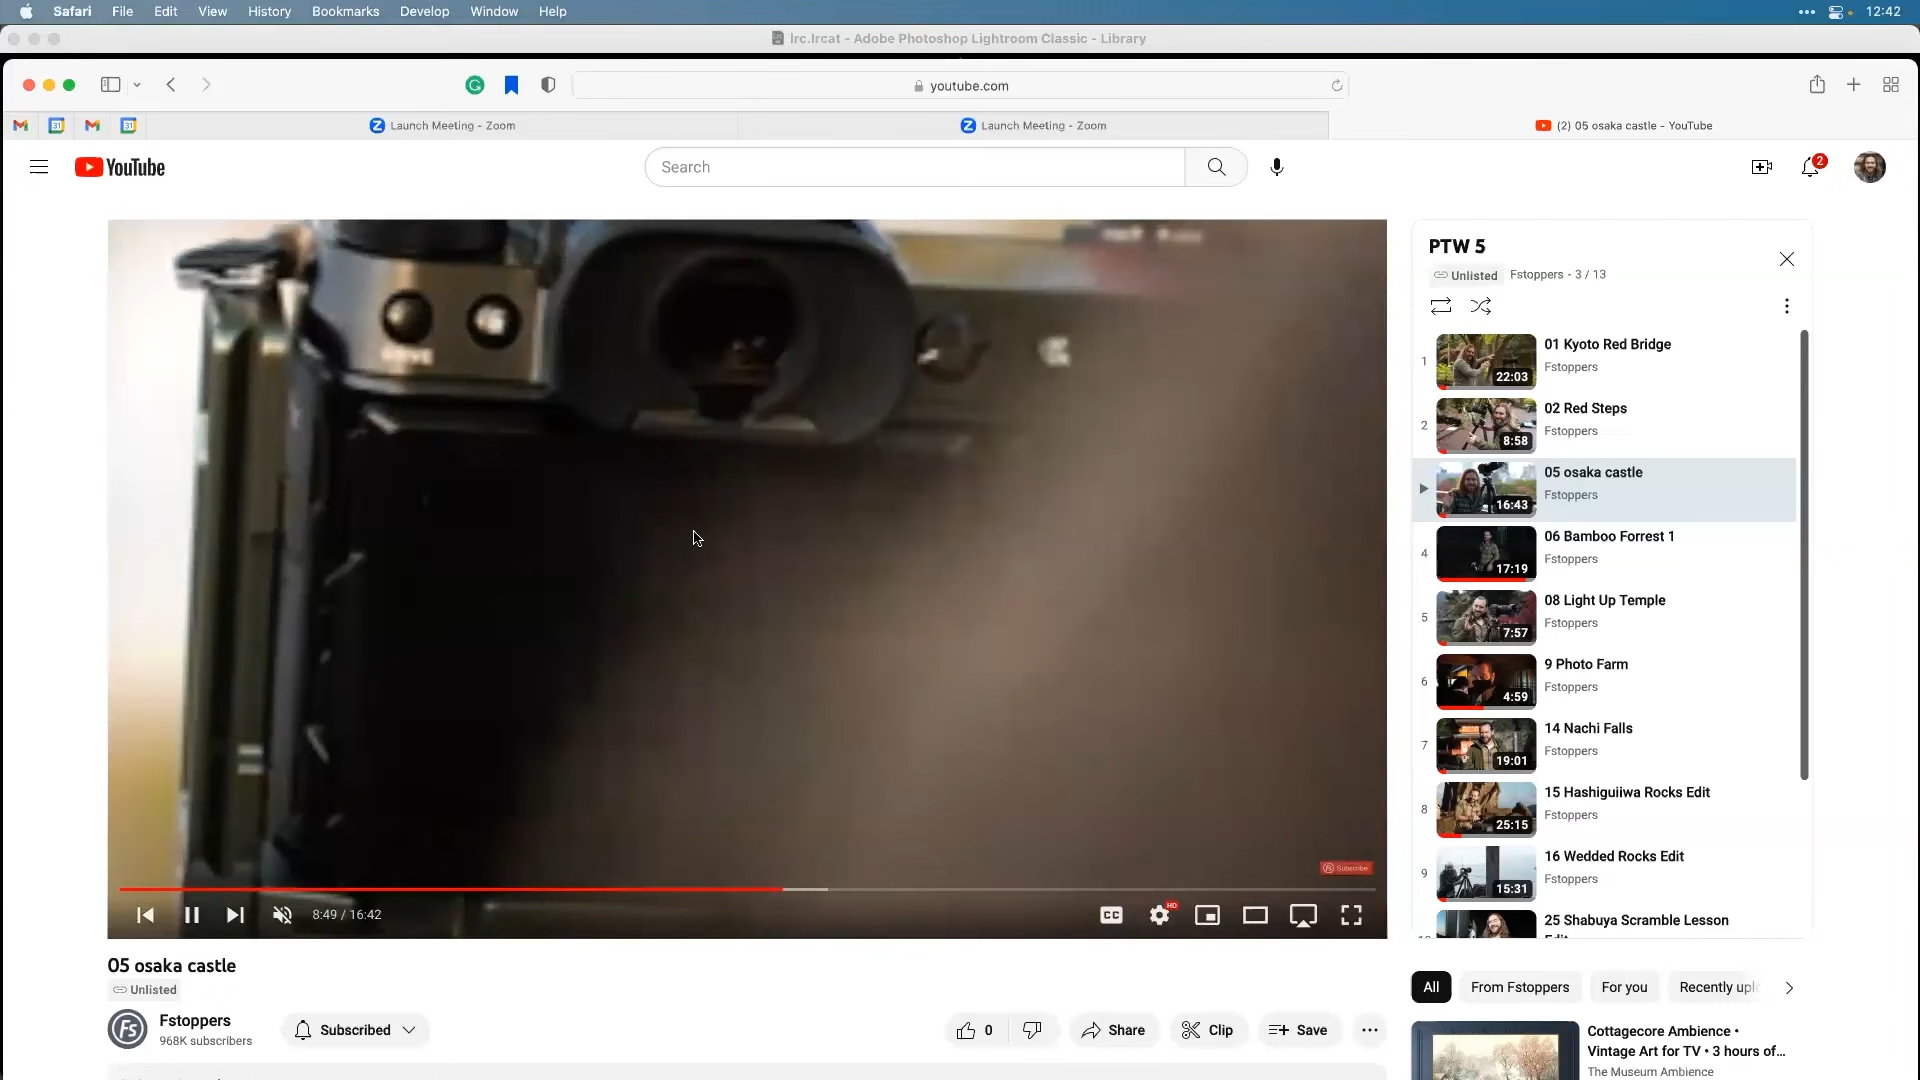 Safari File Edit View History Bookmarks Develop Window Help 12:42
lrc.lrcat - Adobe Photoshop Lightroom Classic - Library
youtube.com
31 31 Launch Meeting - Zoom Launch Meeting - Zoom (2) 05 osaka castle - YouTube
YouTube Search 2
PTW 5
Unlisted Fstoppers - 3 / 13
1 01 Kyoto Red Bridge
Fstoppers
22:03
2 02 Red Steps
Fstoppers
8:58
05 osaka castle
Fstoppers
16:43
4 06 Bamboo Forrest 1
Fstoppers
17:19
5 08 Light Up Temple
Fstoppers
7:57
6 9 Photo Farm
Fstoppers
4:59
7 14 Nachi Falls
Fstoppers
19:01
8 15 Hashiguiiwa Rocks Edit
Fstoppers
25:15
9 16 Wedded Rocks Edit
Fstoppers
15:31
25 Shabuya Scramble Lesson
Subscribe
8:49 / 16:42 CC HD
05 osaka castle
Unlisted
Fs Fstoppers
968K subscribers
Subscribed 0 Share Clip Save
All From Fstoppers For you Recently
Cottagecore Ambience •
Vintage Art for TV • 3 hours of...
The Museum Ambience